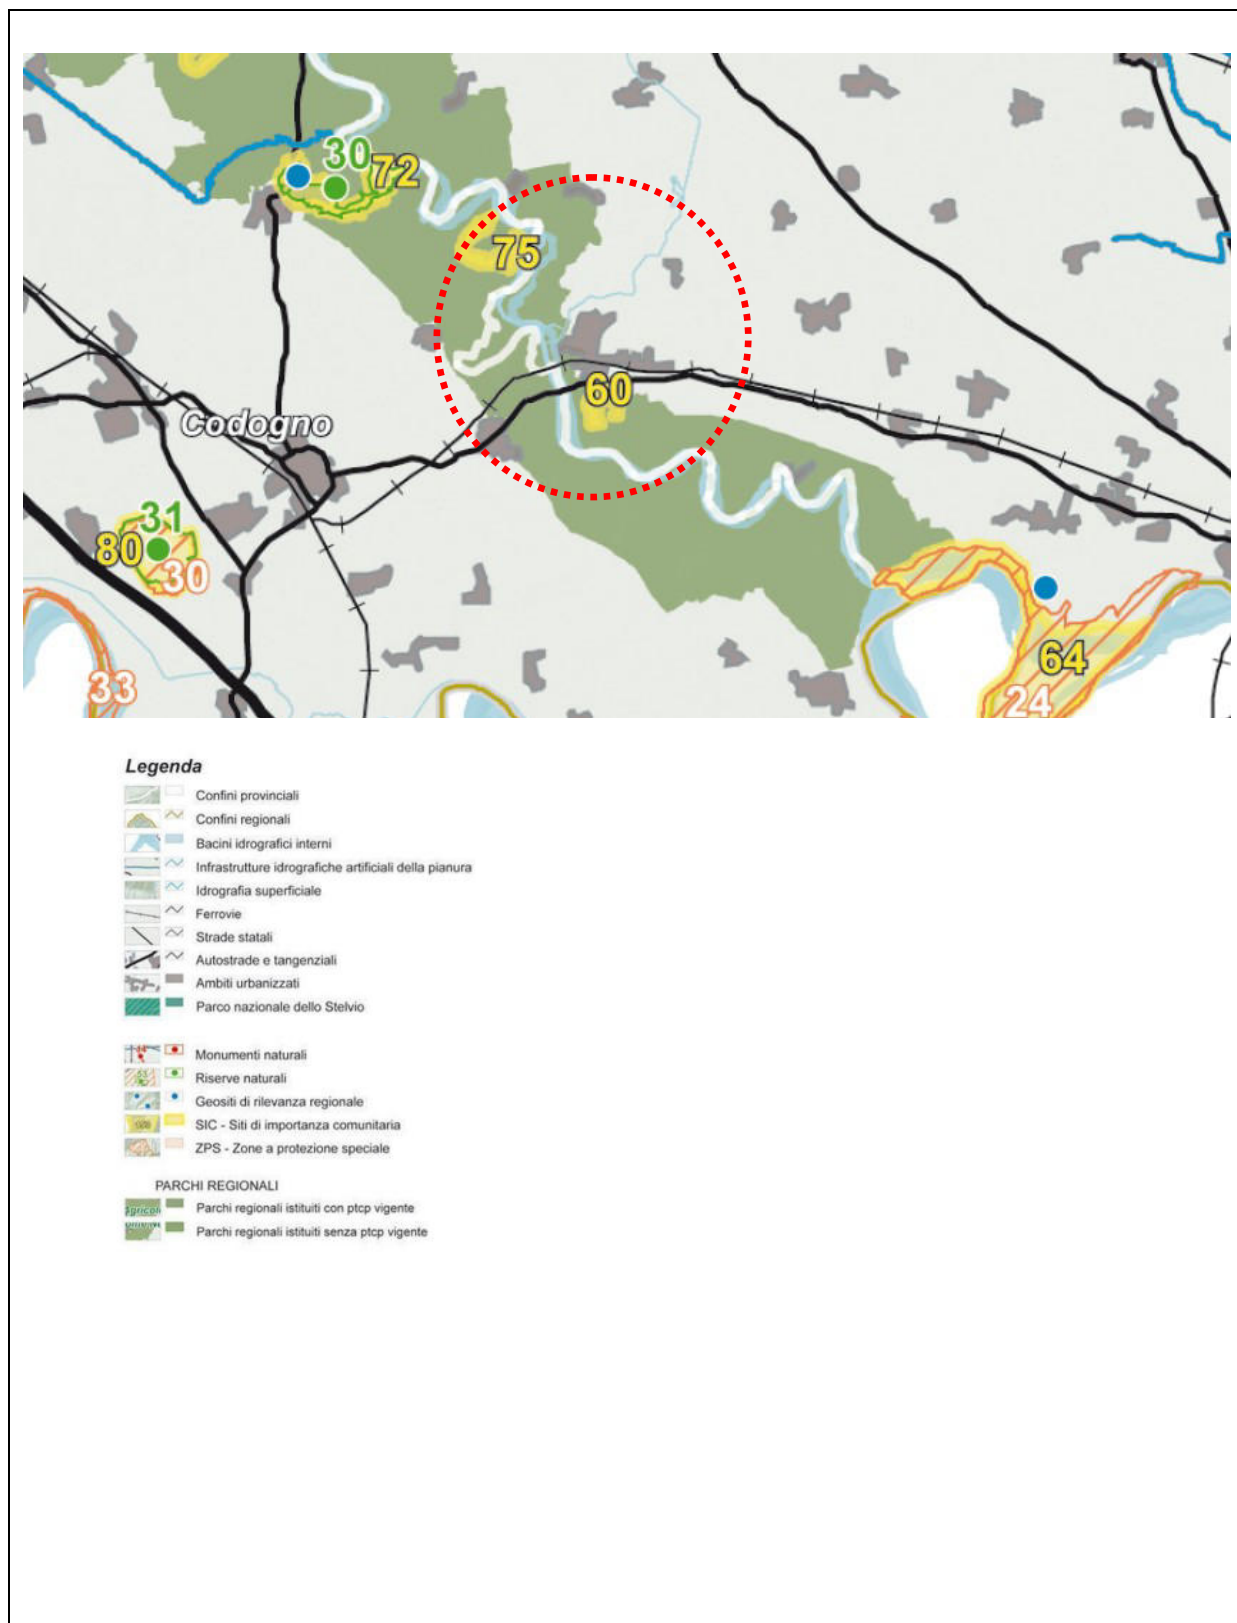 30
72
75
60
Codogno
31
80
30
64
33
24
Legenda
Confini provinciali
Confini regionali
Bacini idrografici interni
Infrastrutture idrografiche artificiali della pianura
Idrografia superficiale
Ferrovie
Strade statali
Autostrade e tangenziali
Ambiti urbanizzati
Parco nazionale dello Stelvio
Monumenti naturali
Riserve naturali
Geositi di rilevanza regionale
SIC - Siti di importanza comunitaria
ZPS - Zone a protezione speciale
PARCHI REGIONALI
Parchi regionali istituiti con ptcp vigente
Parchi regionali istituiti senza ptcp vigente